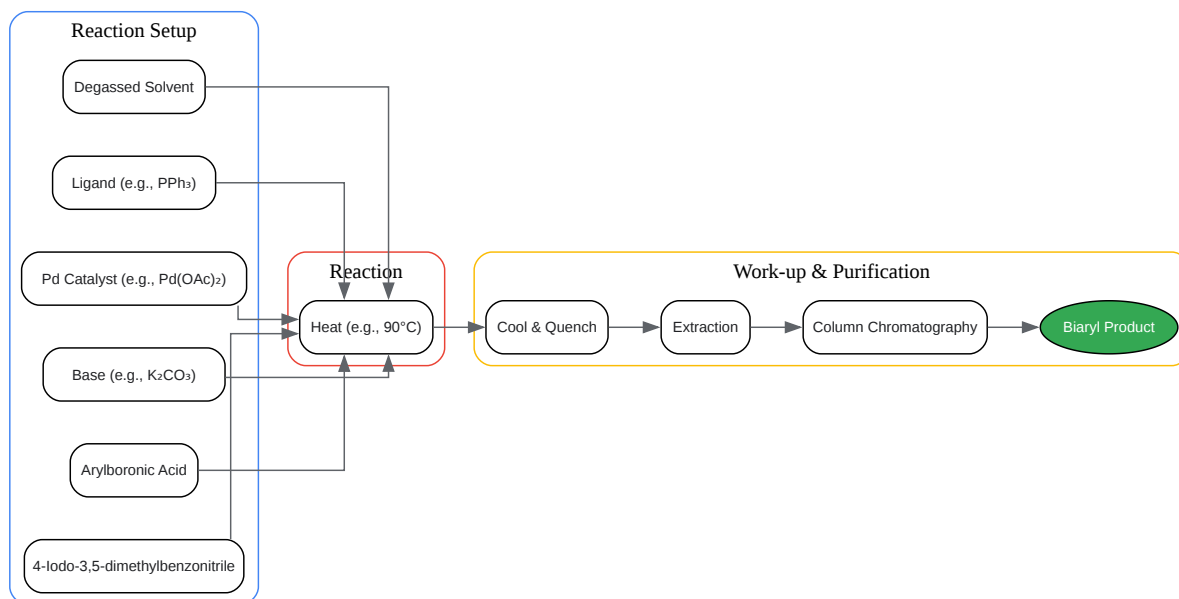 Reaction Setup
Degassed Solvent
Ligand (e.g., PPh₃)
Pd Catalyst (e.g., Pd(OAc)₂)
Base (e.g., K₂CO₃)
Arylboronic Acid
4-Iodo-3,5-dimethylbenzonitrile
Reaction
Heat (e.g., 90°C)
Work-up & Purification
Cool & Quench
Extraction
Column Chromatography
Biaryl Product